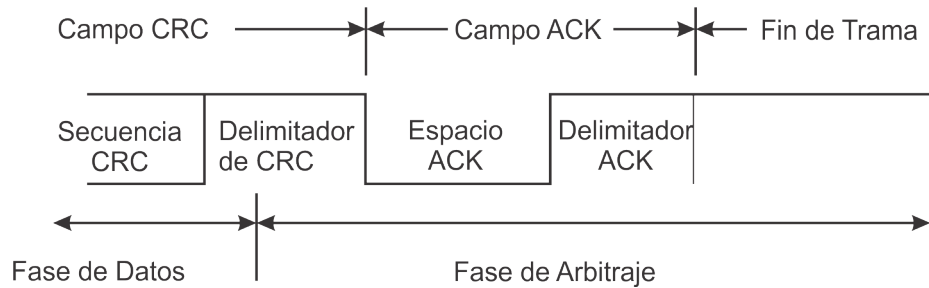 Campo CRC
Campo ACK
Fin de Trama
Secuencia
CRC
Delimitador
de CRC
Espacio
ACK
Delimitador
ACK
Fase de Datos
Fase de Arbitraje